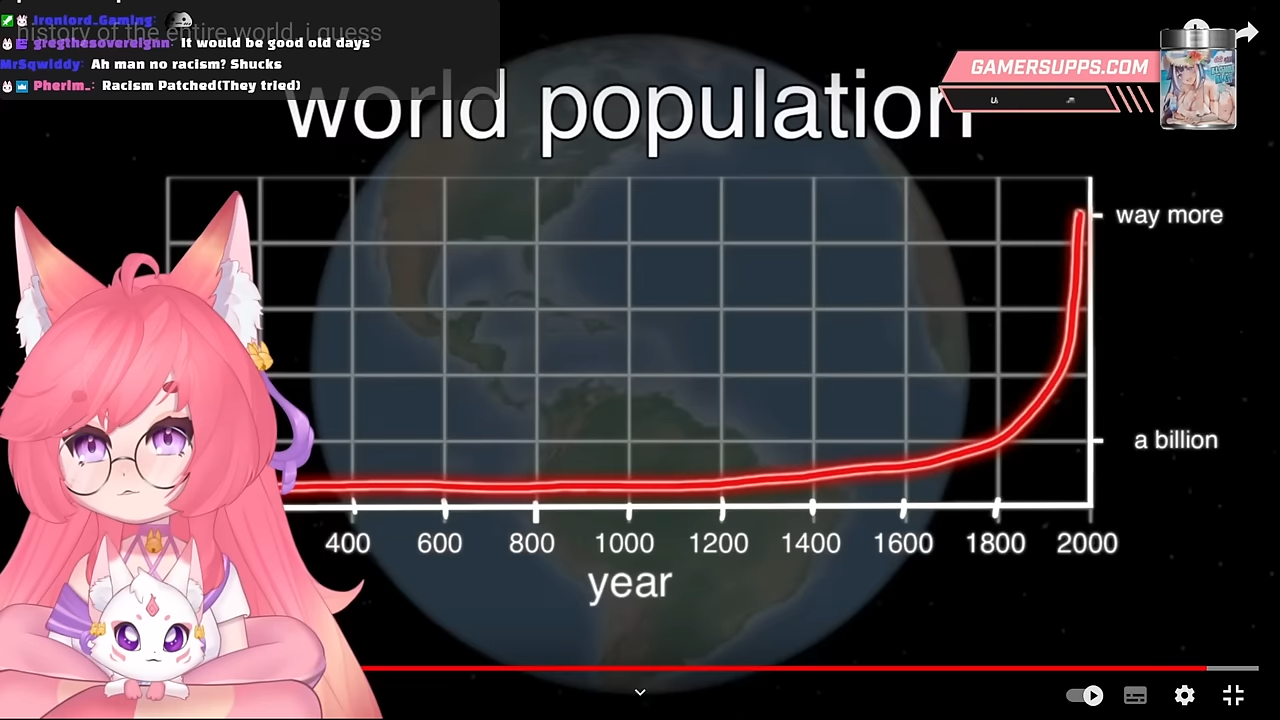 Ironlord_Gaming:
history of the entire world, i guess
gregthesovereignn: It would be good old days
MrSqwiddy: Ah man no racism? Shucks
Pherim_: Racism Patched(They tried)
GAMERSUPPS.COM
world population
way more
a billion
400 600 800 1000 1200 1400 1600 1800 2000
year